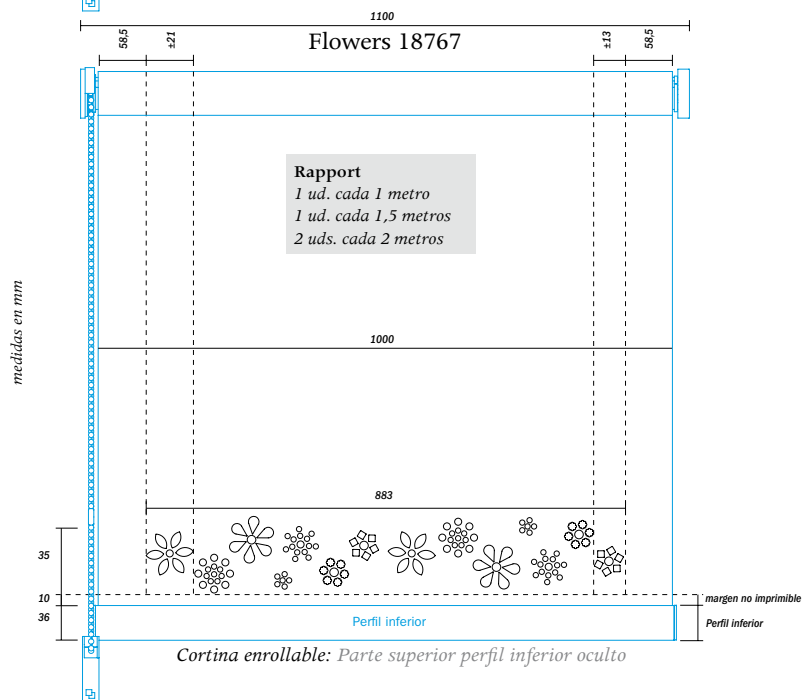 1100
58,5
±21
Flowers 18767
±13
58,5
Rapport
1 ud. cada 1 metro
1 ud. cada 1,5 metros
2 uds. cada 2 metros
medidas en mm
1000
883
35
10
margen no imprimible
36
Perfil inferior
Perfil inferior
Cortina enrollable: Parte superior perfil inferior oculto